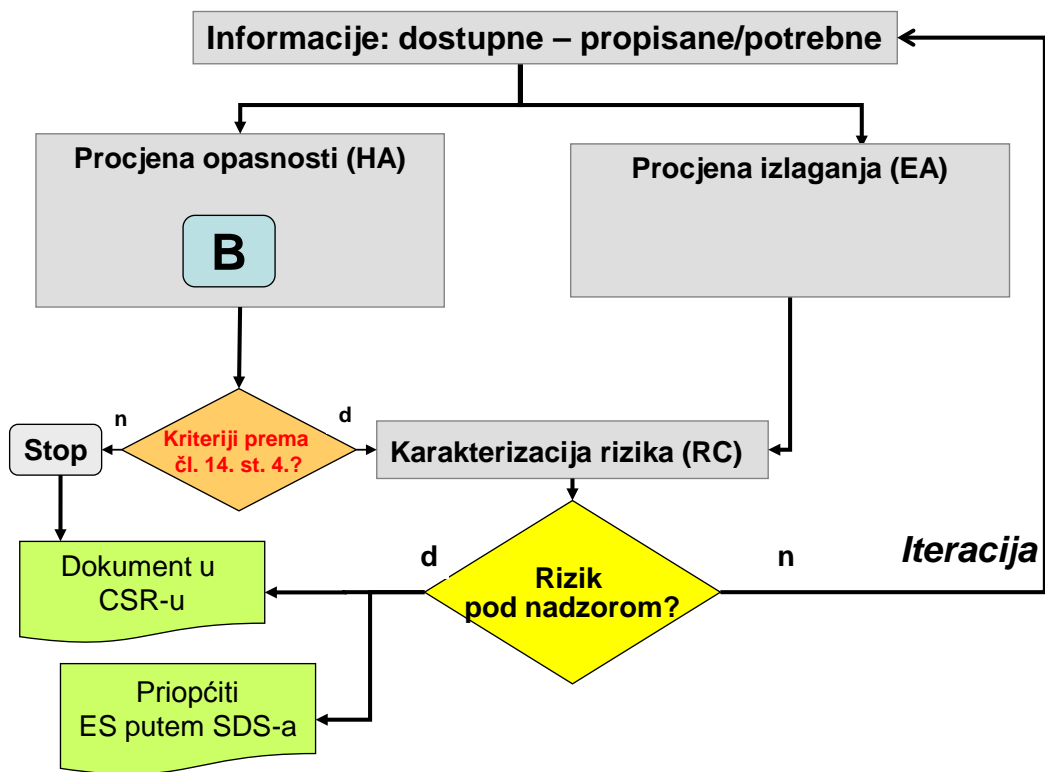 Informacije: dostupne – propisane/potrebne
Procjena opasnosti (HA)
B
Procjena izlaganja (EA)
n
d
Stop
Kriteriji prema
čl. 14. st. 4.?
Karakterizacija rizika (RC)
d
n
Iteracija
Rizik
pod nadzorom?
Dokument u
CSR-u
Priopćiti
ES putem SDS-a